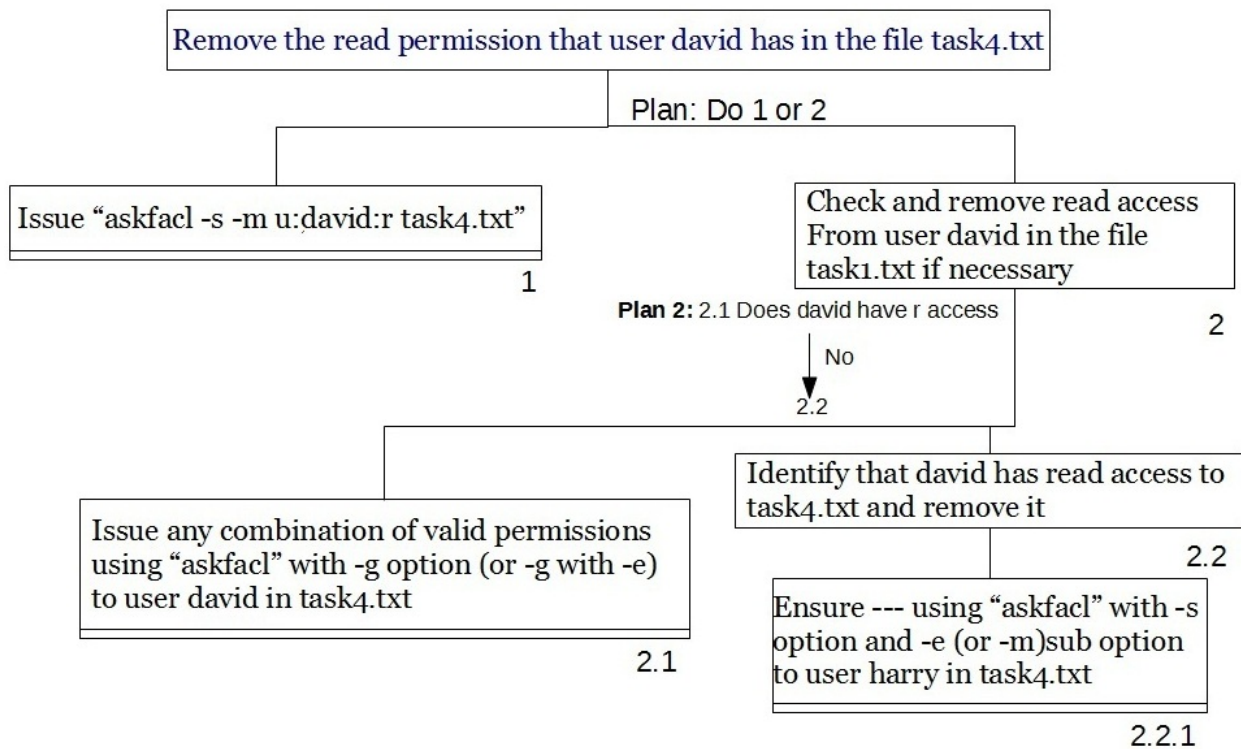 Remove the read permission that user david has in the file task4.txt
Plan: Do 1 or 2
Issue “askfacl -s -m u:david:r task4.txt”
1
Check and remove read access
From user david in the file
task1.txt if necessary
2
Plan 2: 2.1 Does david have r access
No
2.2
Issue any combination of valid permissions
using “askfacl” with -g option (or -g with -e)
to user david in task4.txt
2.1
Identify that david has read access to
task4.txt and remove it
2.2
Ensure --- using “askfacl” with -s
option and -e (or -m)sub option
to user harry in task4.txt
2.2.1